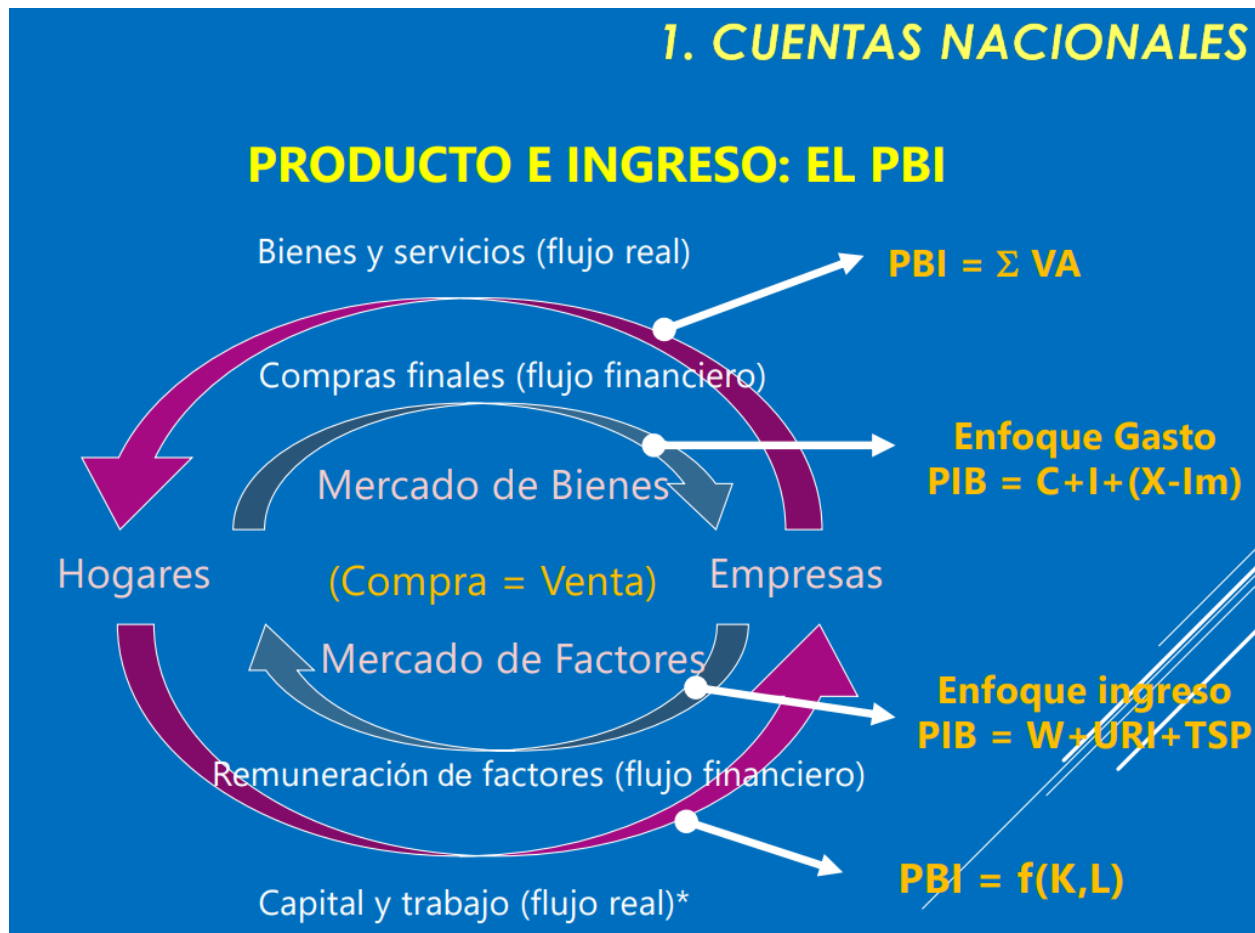 1. CUENTAS NACIONALES
PRODUCTO E INGRESO: EL PBI
Bienes y servicios (flujo real)
PBI = Σ VA
Compras finales (flujo financiero)
Enfoque Gasto
PIB = C+I+(X-Im)
Mercado de Bienes
Hogares
(Compra = Venta)
Empresas
Mercado de Factores
Enfoque ingreso
PIB = W+URI+TSP
Remuneración de factores (flujo financiero)
PBI = f(K,L)
Capital y trabajo (flujo real)*